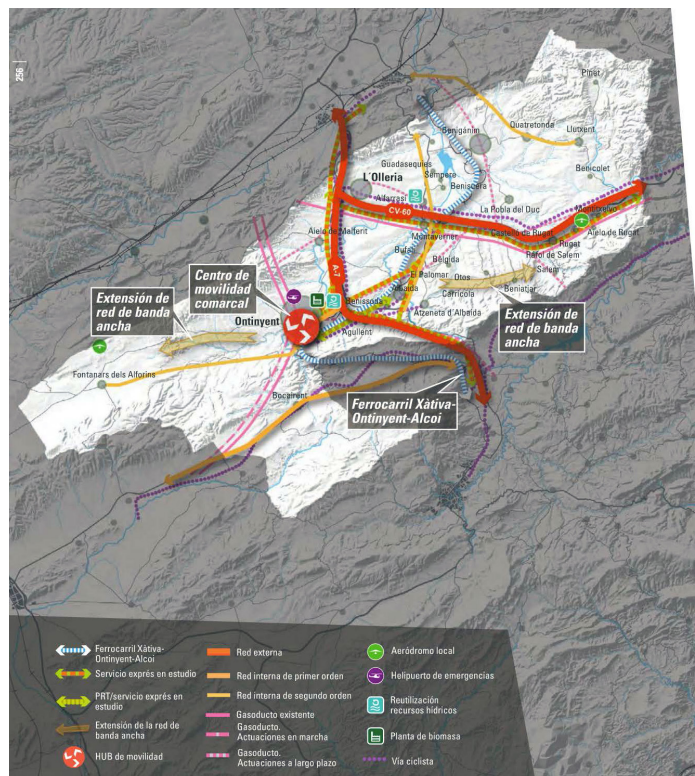 256
Pinet
Quatretonda
Llutxent
Benigánim
Guadasequies
Sempere
Benicolet
L´Olleria
Beniscera
Alfarrasí
La Pobla del Duc
Montitxelvo
CV-60
Castelló de Rugat
Aielo de Rugat
Aielo de Malferit
Montaverner
Rugat
Bufali
Ráfol de Salem
Bèlgida
Salem
A-7
El Palomar
Otos
Beniatjar
Carrícola
Albaida
Benissoda
Atzeneta d'Albaida
Centro de
movilidad
comarcal
Extensión de
red de banda
ancha
Ontinyent
Agullent
Extensión de
red de banda
ancha
Fontanars dels Alforins
Bocairent
Ferrocarril Xàtiva-
Ontinyent-Alcoi
Ferrocarril Xàtiva-
Ontinyent-Alcoi
Servicio exprés en estudio
PRT/servicio exprés en
estudio
Extensión de la red de
banda ancha
HUB de movilidad
Red externa
Red interna de primer orden
Red interna de segundo orden
Gasoducto existente
Gasoducto.
Actuaciones en marcha
Gasoducto.
Actuaciones a largo plazo
Aeródromo local
Helipuerto de emergencias
Reutilización
recursos hídricos
Planta de biomasa
Via ciclista